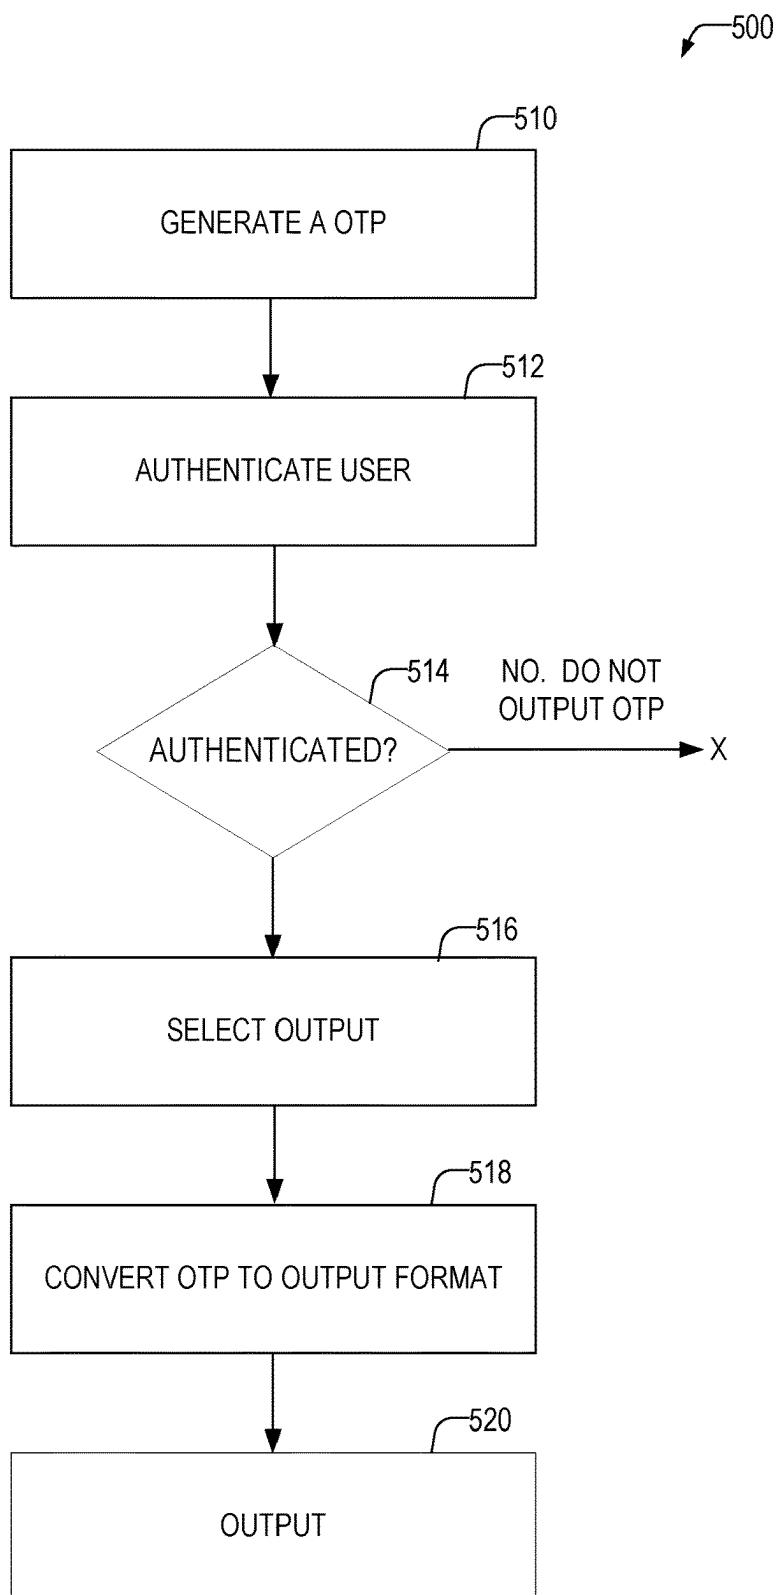 500
510
GENERATE A OTP
512
AUTHENTICATE USER
514
NO. DO NOT
OUTPUT OTP
AUTHENTICATED?
X
516
SELECT OUTPUT
518
CONVERT OTP TO OUTPUT FORMAT
520
OUTPUT